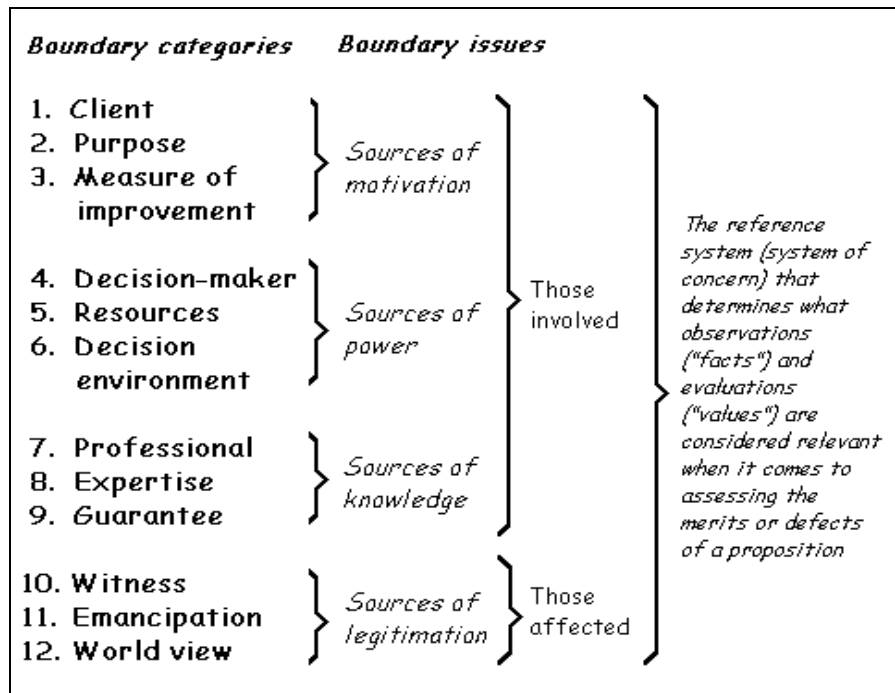 Boundary categories
Boundary issues
1. Client
2. Purpose
3. Measure of
improvement
Sources of
motivation
4. Decision-maker
5. Resources
6. Decision
environment
Sources of
power
7. Professional
8. Expertise
9. Guarantee
Sources of
knowledge
Those
involved
10. Witness
11. Emancipation
12. World view
Sources of
legitimation
Those
affected
The reference
system (system of
concern) that
determines what
observations
("facts") and
evaluations
("values") are
considered relevant
when it comes to
assessing the
merits or defects
of a proposition